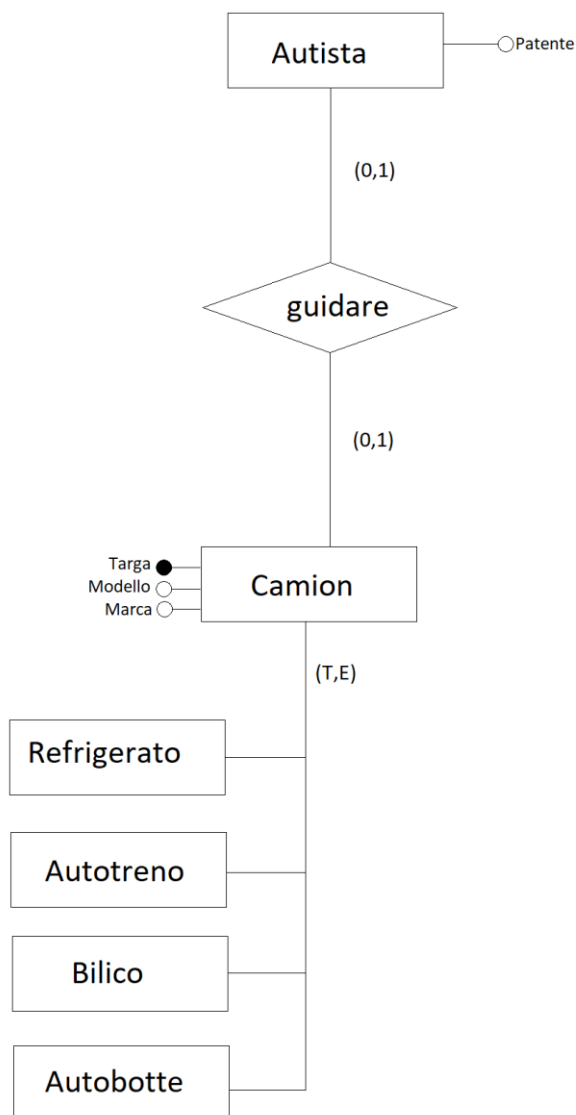 Autista
Patente
(0,1)
guidare
(0,1)
Targa
Modello
Marca
Camion
(T,E)
Refrigerato
Autotreno
Bilico
Autobotte